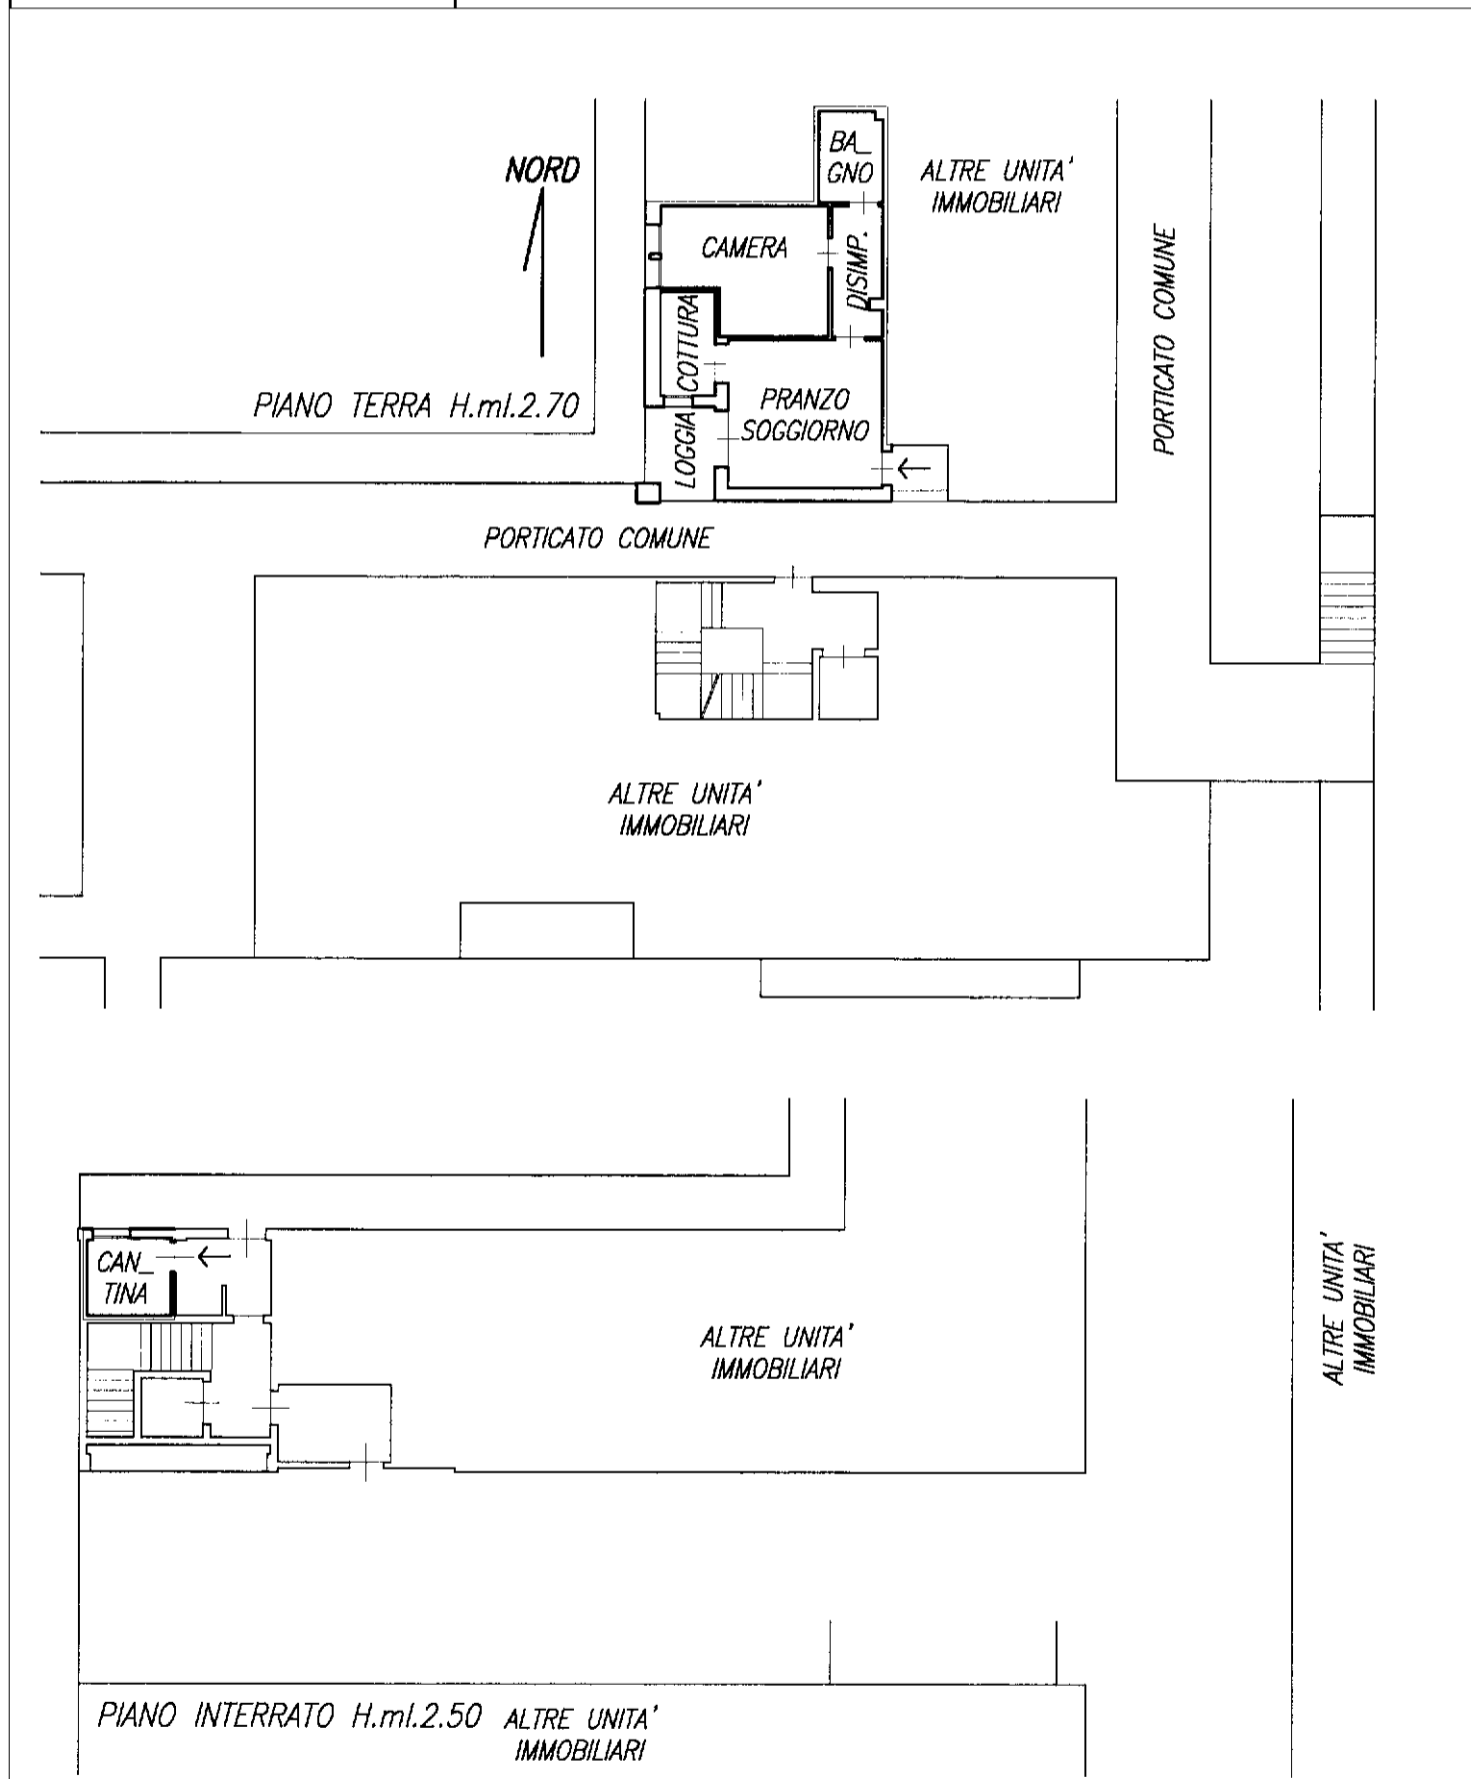 NORD
BA_
GNO
ALTRE UNITA'
IMMOBILIARI
CAMERA
DISIMP.
COTTURA
PORTICATO COMUNE
PIANO TERRA H.ml.2.70
PRANZO
SOGGIORNO
LOGGIA
PORTICATO COMUNE
ALTRE UNITA'
IMMOBILIARI
CAN_
TINA
ALTRE UNITA'
IMMOBILIARI
ALTRE UNITA'
IMMOBILIARI
PIANO INTERRATO H.ml.2.50
ALTRE UNITA'
IMMOBILIARI